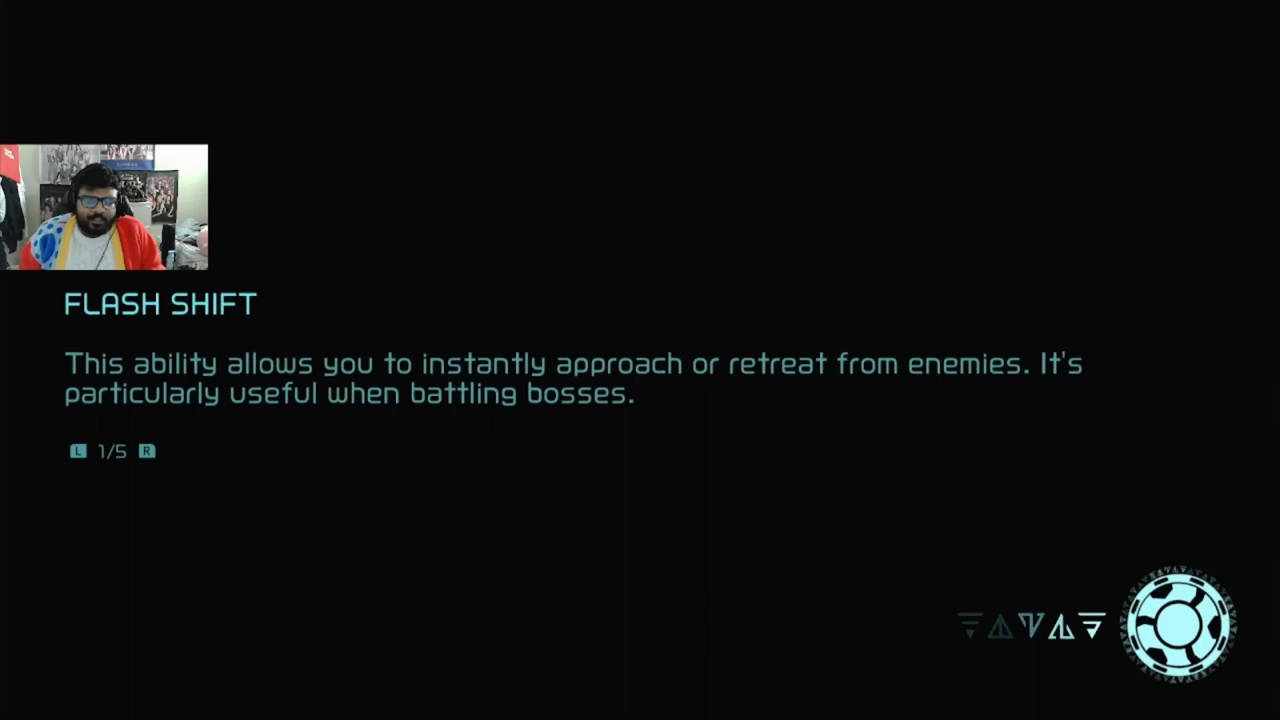 FLASH SHIFT
This ability allows you to instantly approach or retreat from enemies. It's
particularly useful when battling bosses.
L 1/5 R